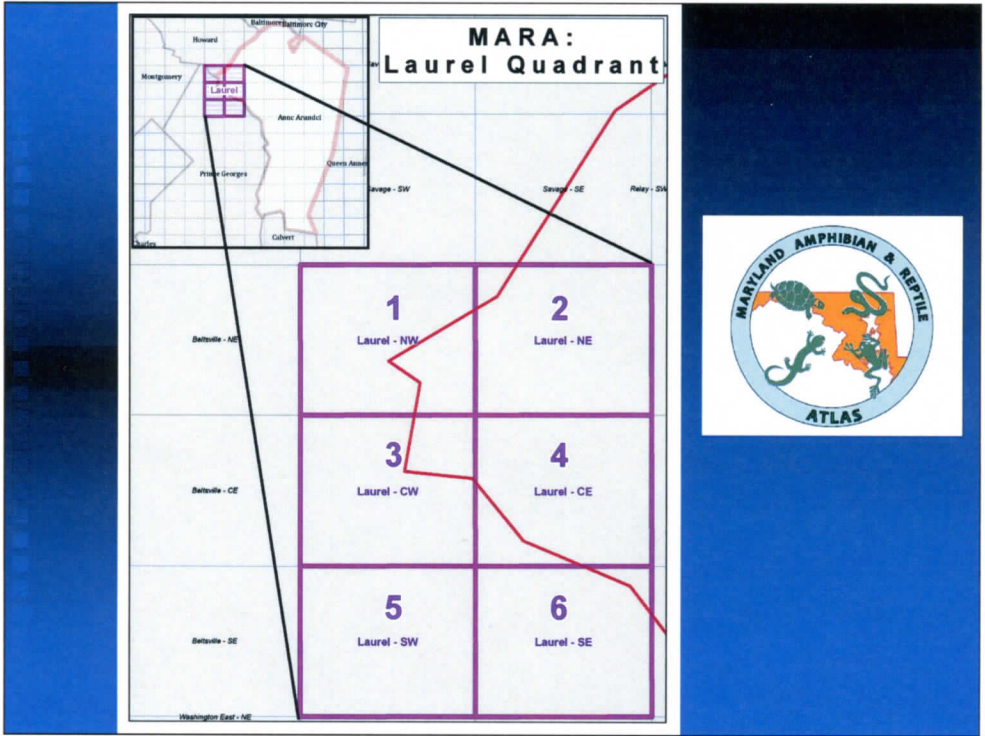 MARA:
Laurel Quadrant
Baltimore Baltimore City
Howard
Montgomery
Laurel
Anne Arundel
Queen Annes
Prince Georges
Calvert
Charles
Savage - SW
Savage - SE
Relay - SW
1
Laurel - NW
2
Laurel - NE
Beltsville - NE
3
Laurel - CW
4
Laurel - CE
Beltsville - CE
5
Laurel - SW
6
Laurel - SE
Beltsville - SE
Washington East - NE
MARYLAND AMPHIBIAN & REPTILE
ATLAS